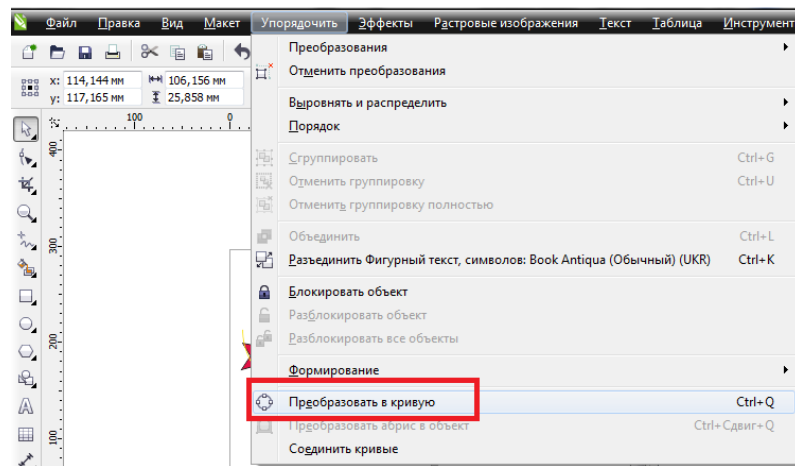 Файл Правка Вид Макет Упорядочить Эффекты Растровые изображения Текст Таблица Инструмент
x: 114,144 мм 106,156 мм
y: 117,165 мм 25,858 мм
100 0
400
300
200
100
Преобразования
Отменить преобразования
Выровнять и распределить
Порядок
Сгруппировать Ctrl+G
Отменить группировку Ctrl+U
Отменить группировку полностью
Объединить Ctrl+L
Разъединить Фигурный текст, символов: Book Antiqua (Обычный) (UKR) Ctrl+K
Блокировать объект
Разблокировать объект
Разблокировать все объекты
Формирование
Преобразовать в кривую Ctrl+Q
Преобразовать абрис в объект Ctrl+Сдвиг+Q
Соединить кривые